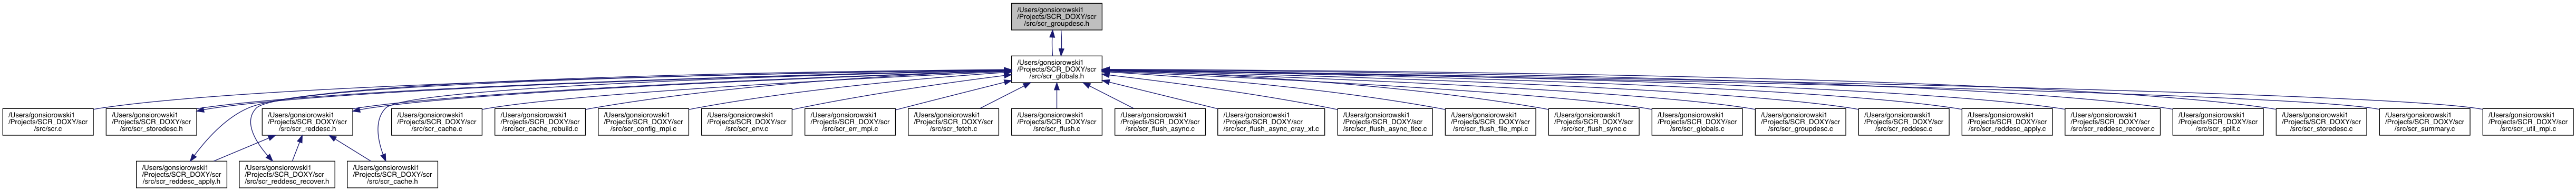 /Users/gonsiorowski1
/Projects/SCR_DOXY/scr
/src/scr_groupdesc.h
/Users/gonsiorowski1
/Projects/SCR_DOXY/scr
/src/scr_globals.h
/Users/gonsiorowski1
/Projects/SCR_DOXY/scr
/src/scr.c
/Users/gonsiorowski1
/Projects/SCR_DOXY/scr
/src/scr_storedesc.h
/Users/gonsiorowski1
/Projects/SCR_DOXY/scr
/src/scr_reddesc.h
/Users/gonsiorowski1
/Projects/SCR_DOXY/scr
/src/scr_cache.c
/Users/gonsiorowski1
/Projects/SCR_DOXY/scr
/src/scr_cache_rebuild.c
/Users/gonsiorowski1
/Projects/SCR_DOXY/scr
/src/scr_config_mpi.c
/Users/gonsiorowski1
/Projects/SCR_DOXY/scr
/src/scr_env.c
/Users/gonsiorowski1
/Projects/SCR_DOXY/scr
/src/scr_err_mpi.c
/Users/gonsiorowski1
/Projects/SCR_DOXY/scr
/src/scr_fetch.c
/Users/gonsiorowski1
/Projects/SCR_DOXY/scr
/src/scr_flush.c
/Users/gonsiorowski1
/Projects/SCR_DOXY/scr
/src/scr_flush_async.c
/Users/gonsiorowski1
/Projects/SCR_DOXY/scr
/src/scr_flush_async_cray_xt.c
/Users/gonsiorowski1
/Projects/SCR_DOXY/scr
/src/scr_flush_async_tlcc.c
/Users/gonsiorowski1
/Projects/SCR_DOXY/scr
/src/scr_flush_file_mpi.c
/Users/gonsiorowski1
/Projects/SCR_DOXY/scr
/src/scr_flush_sync.c
/Users/gonsiorowski1
/Projects/SCR_DOXY/scr
/src/scr_globals.c
/Users/gonsiorowski1
/Projects/SCR_DOXY/scr
/src/scr_groupdesc.c
/Users/gonsiorowski1
/Projects/SCR_DOXY/scr
/src/scr_reddesc.c
/Users/gonsiorowski1
/Projects/SCR_DOXY/scr
/src/scr_reddesc_apply.c
/Users/gonsiorowski1
/Projects/SCR_DOXY/scr
/src/scr_reddesc_recover.c
/Users/gonsiorowski1
/Projects/SCR_DOXY/scr
/src/scr_split.c
/Users/gonsiorowski1
/Projects/SCR_DOXY/scr
/src/scr_storedesc.c
/Users/gonsiorowski1
/Projects/SCR_DOXY/scr
/src/scr_summary.c
/Users/gonsiorowski1
/Projects/SCR_DOXY/scr
/src/scr_util_mpi.c
/Users/gonsiorowski1
/Projects/SCR_DOXY/scr
/src/scr_reddesc_apply.h
/Users/gonsiorowski1
/Projects/SCR_DOXY/scr
/src/scr_reddesc_recover.h
/Users/gonsiorowski1
/Projects/SCR_DOXY/scr
/src/scr_cache.h